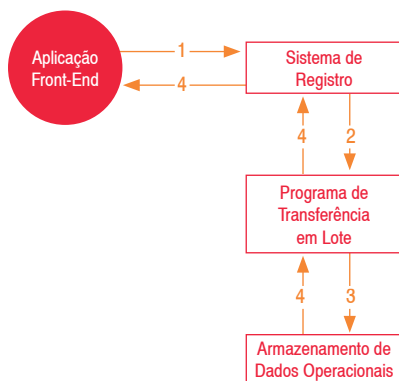 Aplicação
Front-End
1
4
Sistema de
Registro
4
2
Programa de
Transferência
em Lote
4
3
Armazenamento de
Dados Operacionais